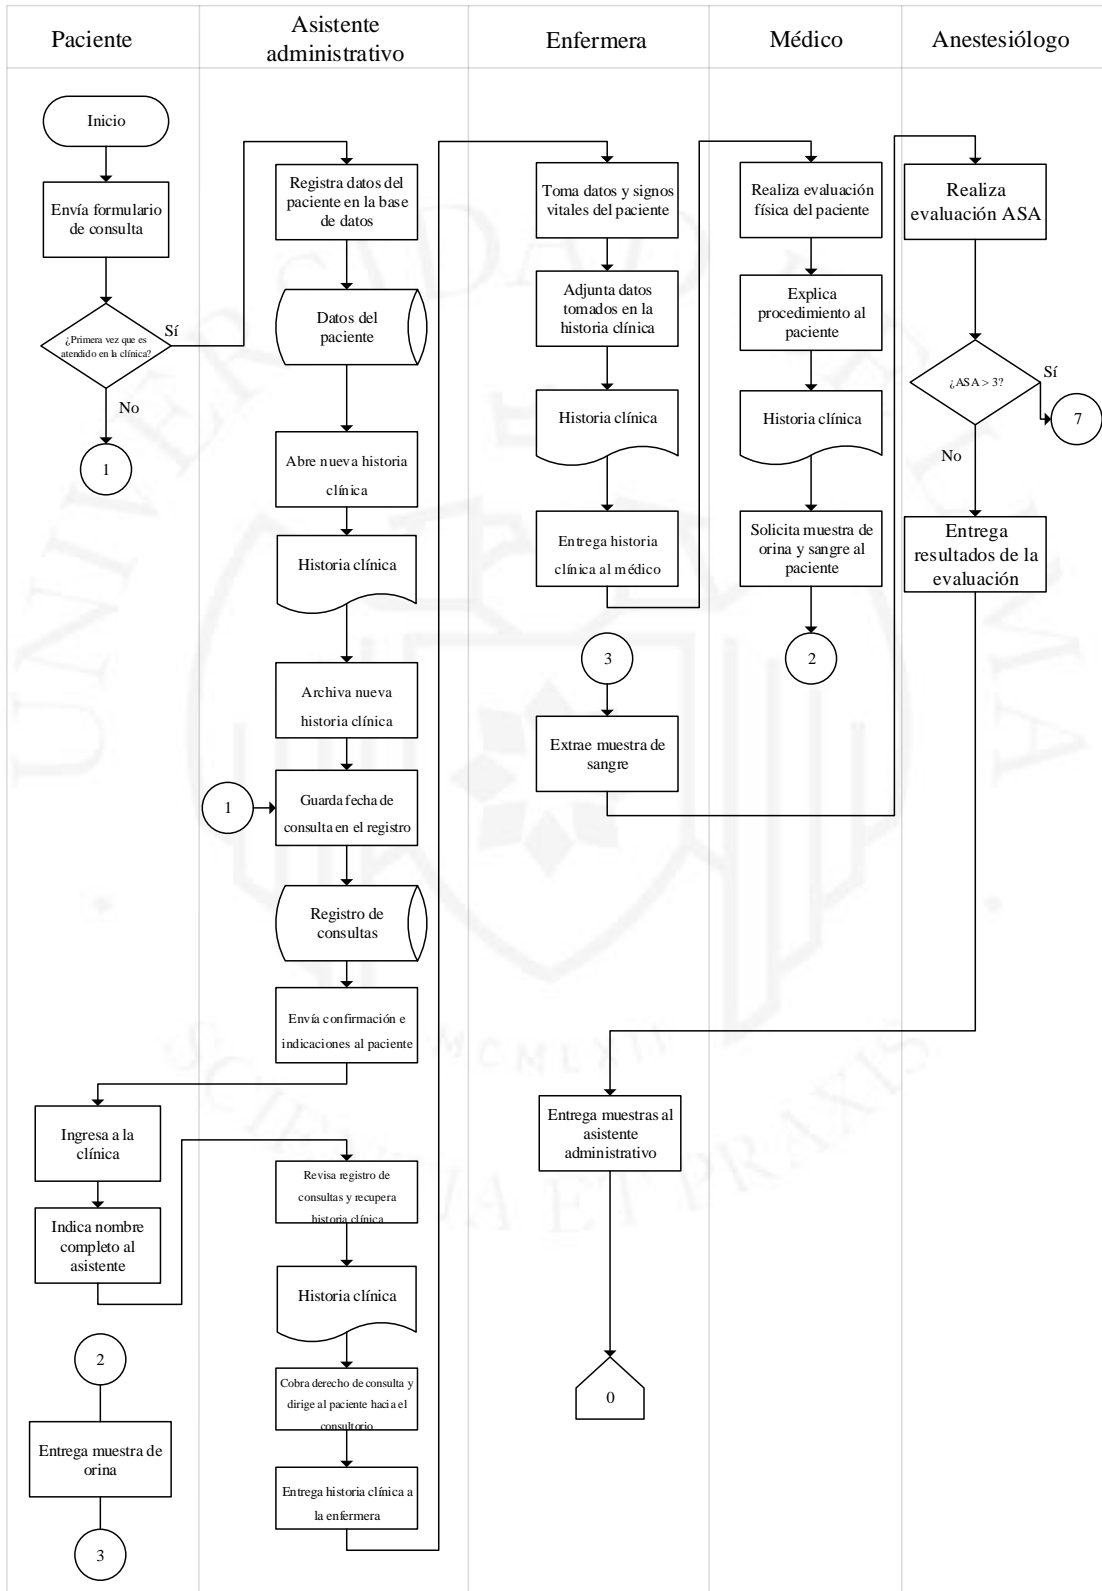 Paciente
Asistente
administrativo
Enfermera
Médico
Anestesiólogo
Inicio
Envía formulario
de consulta
¿Primera vez que es
atendido en la clínica?
Sí
No
1
Ingresa a la
clínica
Indica nombre
completo al
asistente
2
Entrega muestra de
orina
3
Registra datos del
paciente en la base
de datos
Datos del
paciente
Abre nueva historia
clínica
Historia clínica
Archiva nueva
historia clínica
1
Guarda fecha de
consulta en el registro
Registro de
consultas
Envía confirmación e
indicaciones al paciente
Revisa registro de
consultas y recupera
historia clínica
Historia clínica
Cobra derecho de consulta y
dirige al paciente hacia el
consultorio
Entrega historia clínica a
la enfermera
Toma datos y signos
vitales del paciente
Adjunta datos
tomados en la
historia clínica
Historia clínica
Entrega historia
clínica al médico
3
Extrae muestra de
sangre
Entrega muestras al
asistente
administrativo
0
Realiza evaluación
física del paciente
Explica
procedimiento al
paciente
Historia clínica
Solicita muestra de
orina y sangre al
paciente
2
Realiza
evaluación ASA
¿ASA > 3?
Sí
7
No
Entrega
resultados de la
evaluación
UNIVERSIDAD DE LIMA
MCMLXII
SCIENTIA ET PRAXIS